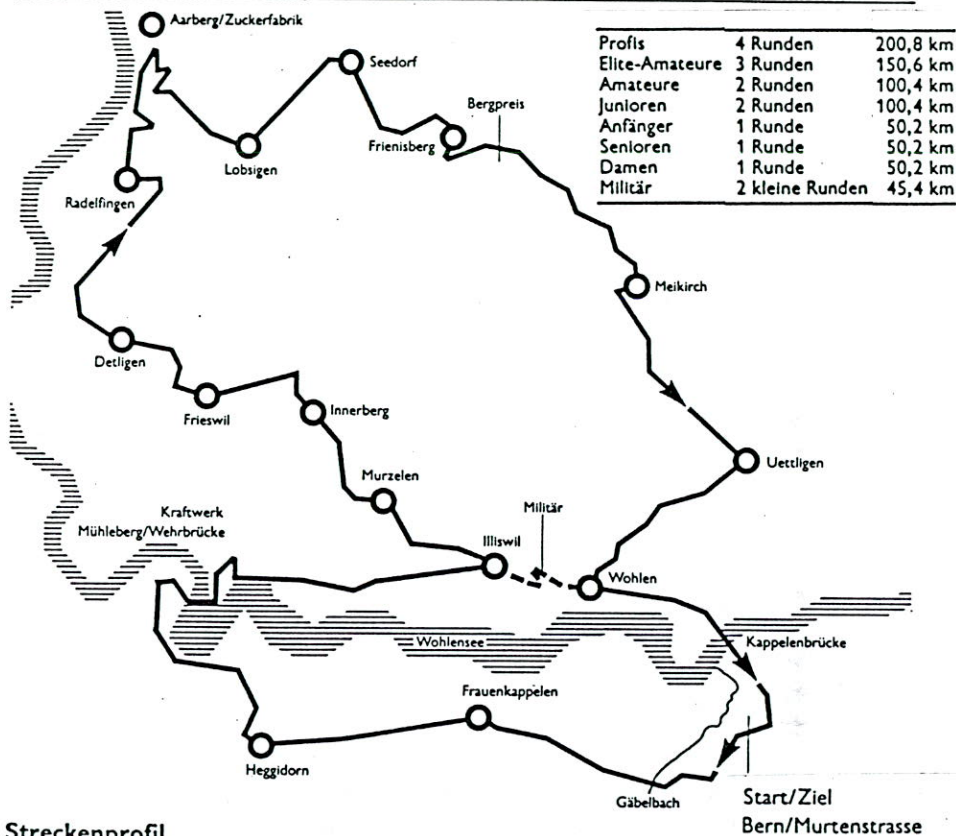 Aarberg/Zuckerfabrik
Seedorf
Bergpreis
Frienisberg
Lobsigen
Radelfingen
Profis 4 Runden 200,8 km
Elite-Amateure 3 Runden 150,6 km
Amateure 2 Runden 100,4 km
Junioren 2 Runden 100,4 km
Anfänger 1 Runde 50,2 km
Senioren 1 Runde 50,2 km
Damen 1 Runde 50,2 km
Militär 2 kleine Runden 45,4 km
Meikirch
Detligen
Frieswil
Innerberg
Uettligen
Murzelen
Kraftwerk
Mühleberg/Wehrbrücke
Militär
Illiswil
Wohlen
Wohlensee
Kappelenbrücke
Frauenkappelen
Heggidorn
Gäbelbach
Start/Ziel
Bern/Murtenstrasse
Streckenprofil